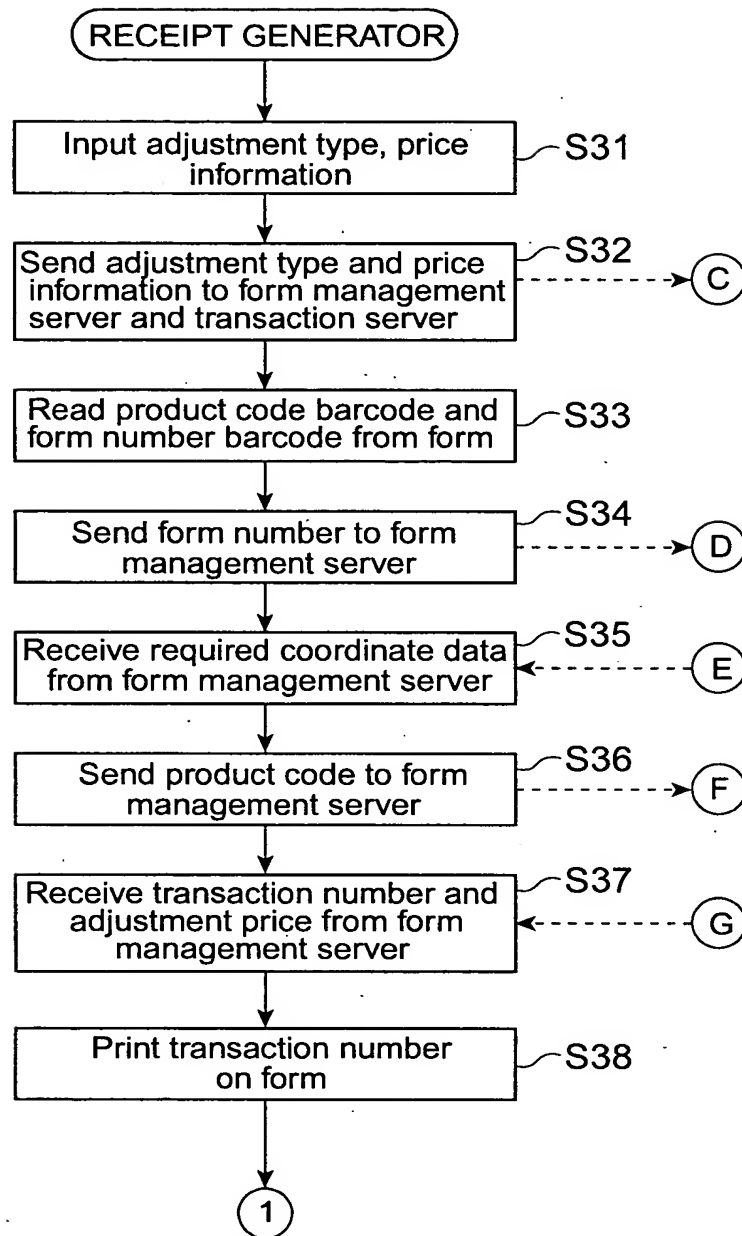 RECEIPT GENERATOR
Input adjustment type, price
information
S31
Send adjustment type and price
information to form management
server and transaction server
S32
C
Read product code barcode and
form number barcode from form
S33
Send form number to form
management server
S34
D
Receive required coordinate data
from form management server
S35
E
Send product code to form
management server
S36
F
Receive transaction number and
adjustment price from form
management server
S37
G
Print transaction number
on form
S38
1